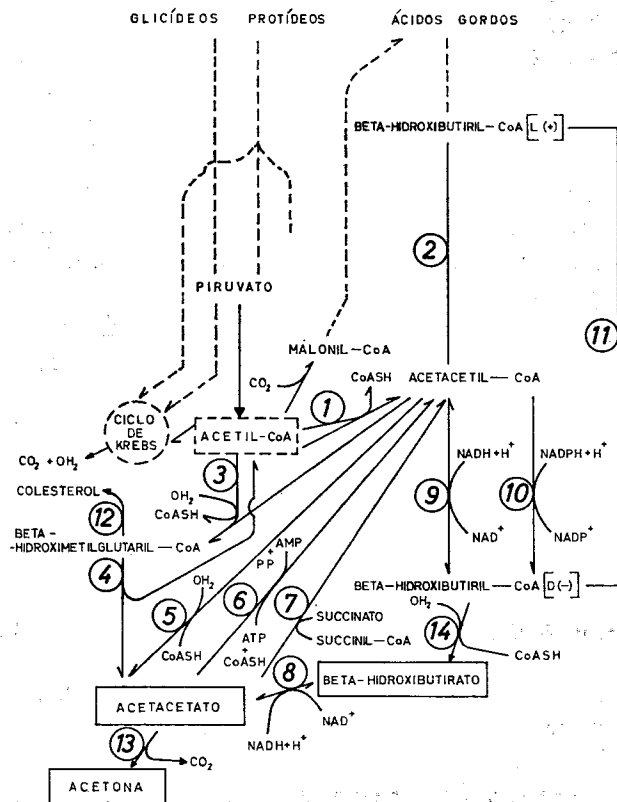 GLICÍDEOS PROTÍDEOS ÁCIDOS GORDOS
BETA-HIDROXIBUTIRIL-CoA [L (+)]
2
PIRUVATO
11
MALONIL-CoA
CO₂
CoASH
ACETACETIL-CoA
1
CICLO
DE
KREBS
ACETIL-CoA
CO₂ + OH₂
3
NADH+H⁺
NADPH+H⁺
COLESTEROL
OH₂
CoASH
9
10
12
NAD⁺
NADP⁺
BETA-
-HIDROXIMETILGLUTARIL-CoA
4
AMP
+
PP
OH₂
BETA-HIDROXIBUTIRIL-CoA [D(-)]
OH₂
5
6
7
SUCCINATO
SUCCINIL-CoA
14
CoASH
ATP
+
CoASH
CoASH
8
BETA-HIDROXIBUTIRATO
ACETACETATO
NAD⁺
NADH+H⁺
13
CO₂
ACETONA